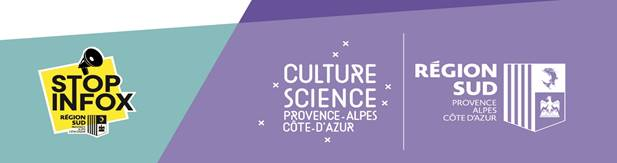 STOP
INFOX
RÉGION
SUD
CULTURE
SCIENCE
PROVENCE-ALPES
CÔTE-D'AZUR
RÉGION
SUD
PROVENCE
ALPES
CÔTE D'AZUR